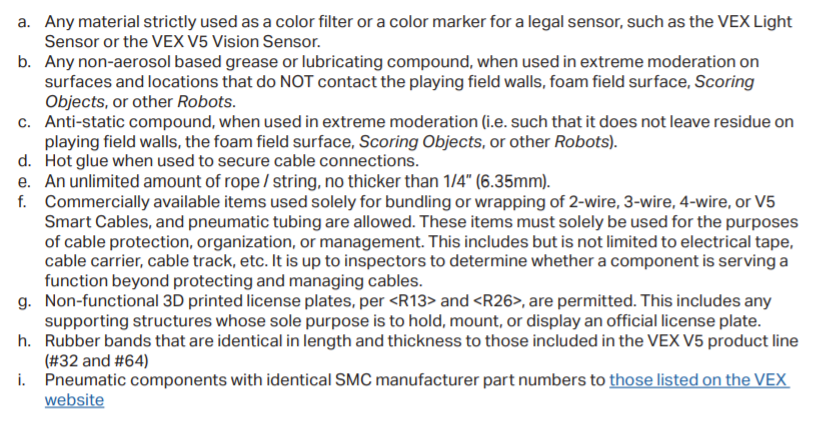 a. Any material strictly used as a color filter or a color marker for a legal sensor, such as the VEX Light
Sensor or the VEX V5 Vision Sensor.
b. Any non-aerosol based grease or lubricating compound, when used in extreme moderation on
surfaces and locations that do NOT contact the playing field walls, foam field surface, Scoring
Objects, or other Robots.
c. Anti-static compound, when used in extreme moderation (i.e. such that it does not leave residue on
playing field walls, the foam field surface, Scoring Objects, or other Robots).
d. Hot glue when used to secure cable connections.
e. An unlimited amount of rope / string, no thicker than 1/4” (6.35mm).
f. Commercially available items used solely for bundling or wrapping of 2-wire, 3-wire, 4-wire, or V5
Smart Cables, and pneumatic tubing are allowed. These items must solely be used for the purposes
of cable protection, organization, or management. This includes but is not limited to electrical tape,
cable carrier, cable track, etc. It is up to inspectors to determine whether a component is serving a
function beyond protecting and managing cables.
g. Non-functional 3D printed license plates, per <R13> and <R26>, are permitted. This includes any
supporting structures whose sole purpose is to hold, mount, or display an official license plate.
h. Rubber bands that are identical in length and thickness to those included in the VEX V5 product line
(#32 and #64)
i. Pneumatic components with identical SMC manufacturer part numbers to those listed on the VEX
website